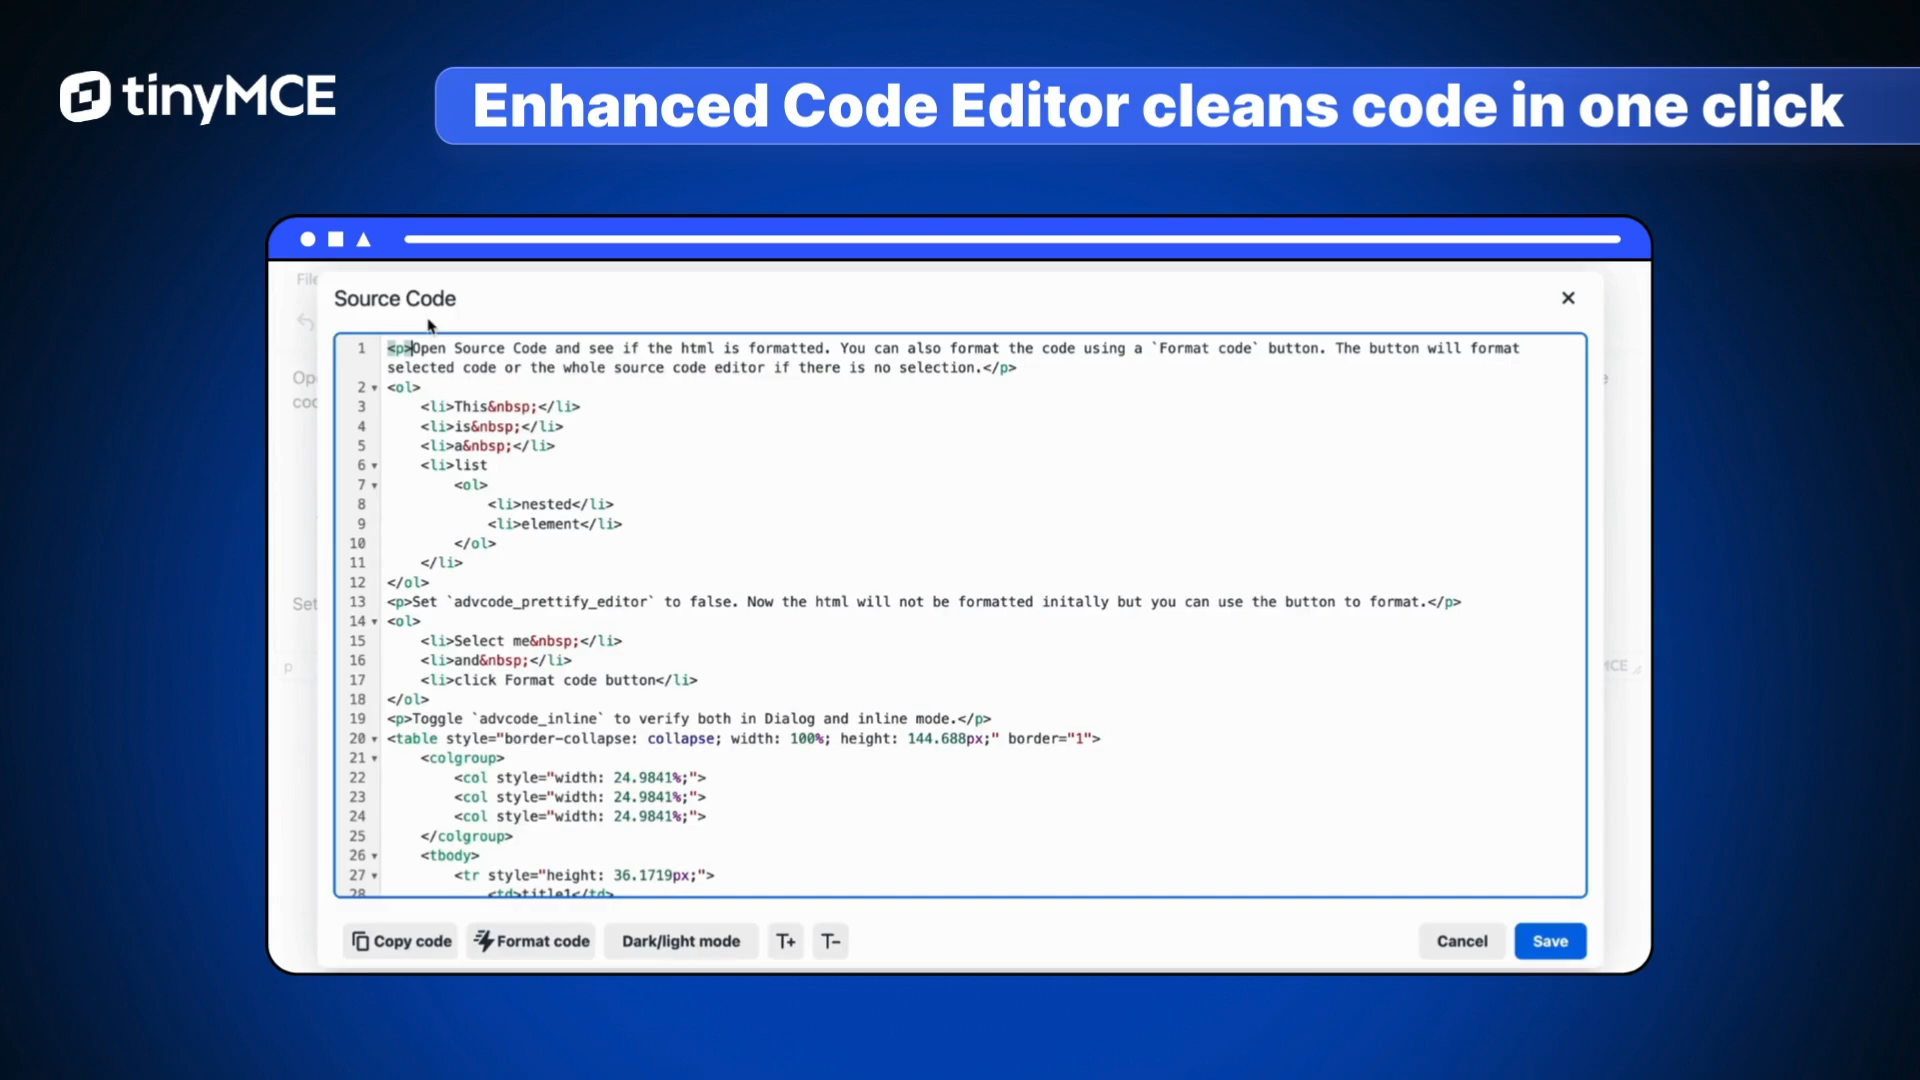 tinyMCE
Enhanced Code Editor cleans code in one click
File
Source Code
1 <p>Open Source Code and see if the html is formatted. You can also format the code using a `Format code` button. The button will format
selected code or the whole source code editor if there is no selection.</p>
2 <ol>
3 <li>This&nbsp;</li>
4 <li>is&nbsp;</li>
5 <li>a&nbsp;</li>
6 <li>list
7 <ol>
8 <li>nested</li>
9 <li>element</li>
10 </ol>
11 </li>
12 </ol>
13 <p>Set `advcode_prettify_editor` to false. Now the html will not be formatted initally but you can use the button to format.</p>
14 <ol>
15 <li>Select me&nbsp;</li>
16 <li>and&nbsp;</li>
17 <li>click Format code button</li>
18 </ol>
19 <p>Toggle `advcode_inline` to verify both in Dialog and inline mode.</p>
20 <table style="border-collapse: collapse; width: 100%; height: 144.688px;" border="1">
21 <colgroup>
22 <col style="width: 24.9841%;">
23 <col style="width: 24.9841%;">
24 <col style="width: 24.9841%;">
25 </colgroup>
26 <tbody>
27 <tr style="height: 36.1719px;">
28 <td>title1</td>
Set
p
Copy code Format code Dark/light mode T+ T- Cancel Save